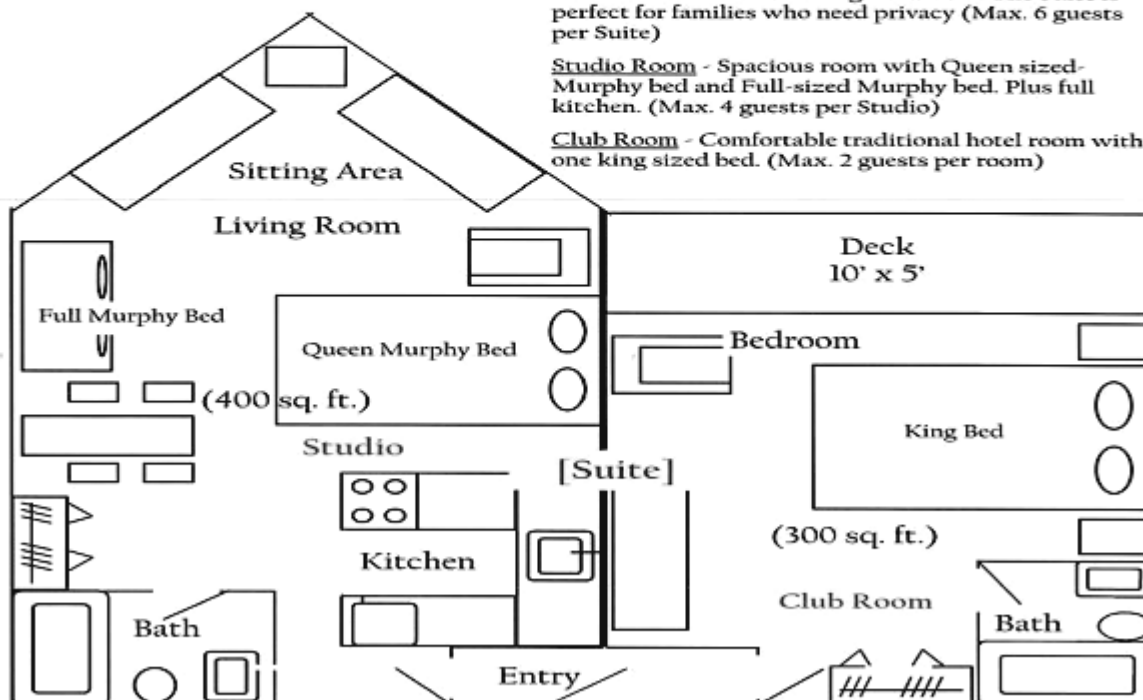 perfect for families who need privacy (Max. 6 guests
per Suite)
Studio Room - Spacious room with Queen sized-
Murphy bed and Full-sized Murphy bed. Plus full
kitchen. (Max. 4 guests per Studio)
Club Room - Comfortable traditional hotel room with
one king sized bed. (Max. 2 guests per room)
Sitting Area
Living Room
Deck
10' x 5'
Full Murphy Bed
Queen Murphy Bed
Bedroom
(400 sq. ft.)
King Bed
Studio
[Suite]
(300 sq. ft.)
Kitchen
Club Room
Bath
Bath
Entry